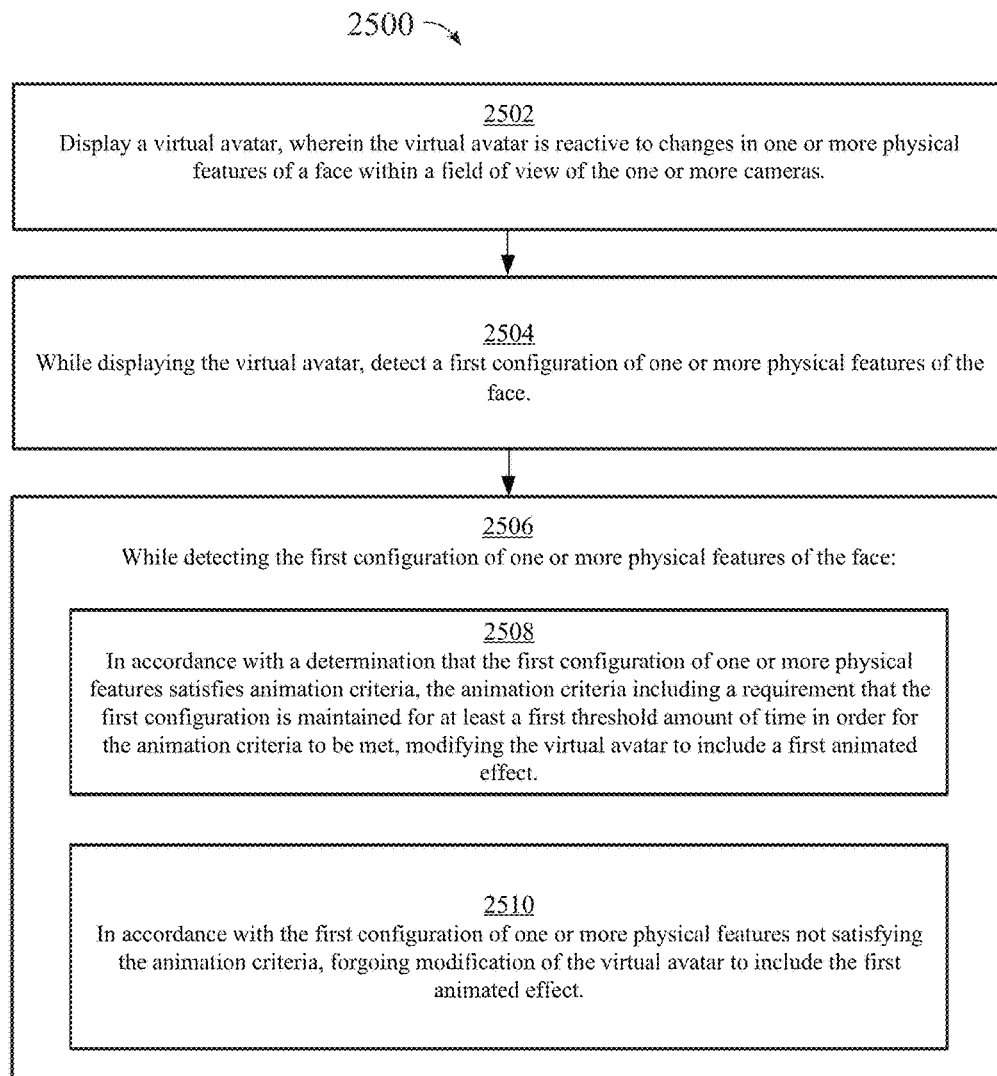 2500
2502
Display a virtual avatar, wherein the virtual avatar is reactive to changes in one or more physical
features of a face within a field of view of the one or more cameras.
2504
While displaying the virtual avatar, detect a first configuration of one or more physical features of the
face.
2506
While detecting the first configuration of one or more physical features of the face:
2508
In accordance with a determination that the first configuration of one or more physical
features satisfies animation criteria, the animation criteria including a requirement that the
first configuration is maintained for at least a first threshold amount of time in order for
the animation criteria to be met, modifying the virtual avatar to include a first animated
effect.
2510
In accordance with the first configuration of one or more physical features not satisfying
the animation criteria, forgoing modification of the virtual avatar to include the first
animated effect.